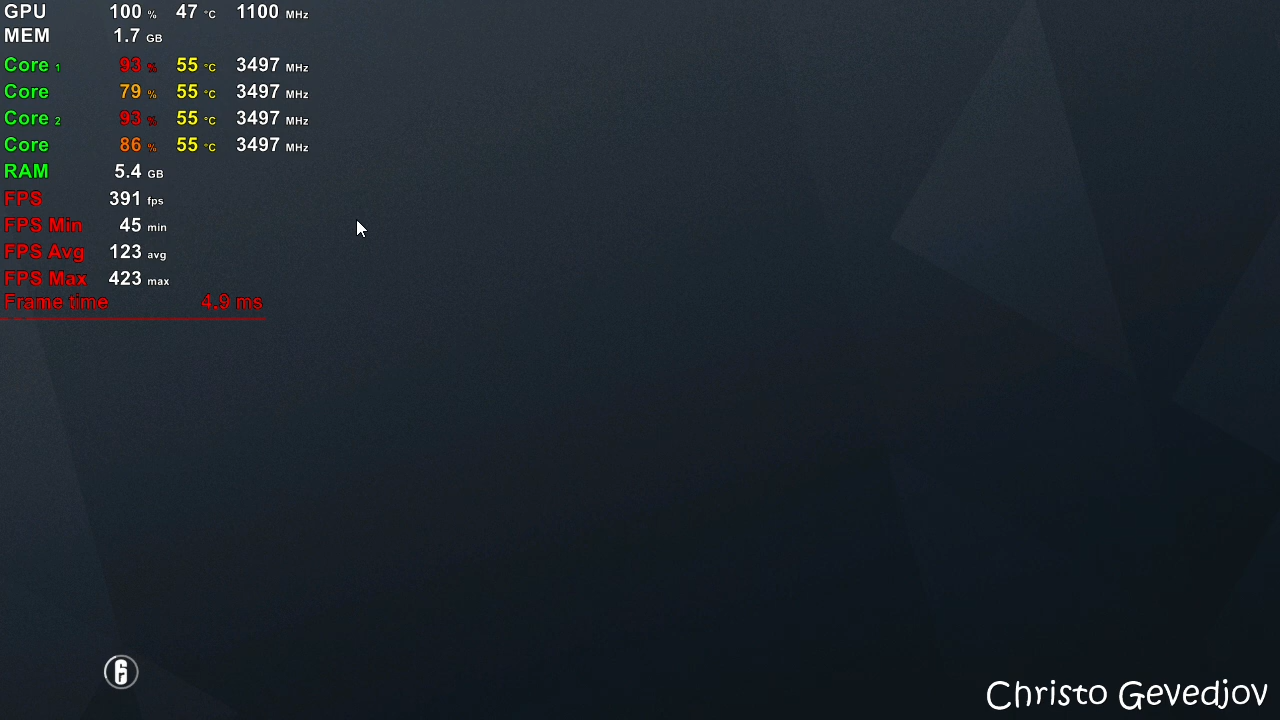 GPU 100 % 47 °C 1100 MHz
MEM 1.7 GB
Core 1 93 % 55 °C 3497 MHz
Core 79 % 55 °C 3497 MHz
Core 2 93 % 55 °C 3497 MHz
Core 86 % 55 °C 3497 MHz
RAM 5.4 GB
FPS 391 fps
FPS Min 45 min
FPS Avg 123 avg
FPS Max 423 max
Frame time 4.9 ms
6
Christo Gevedjov